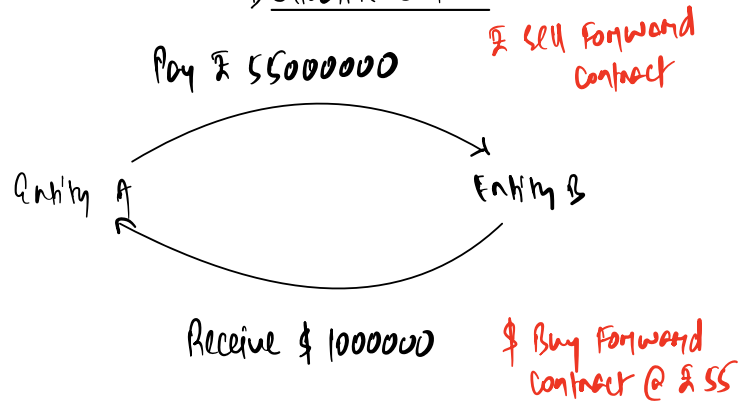 Pay ₹ 55000000
₹ Sell Forward
Contract
Entity A
Entity B
Receive $ 1000000
$ Buy Forward
Contract @ ₹ 55